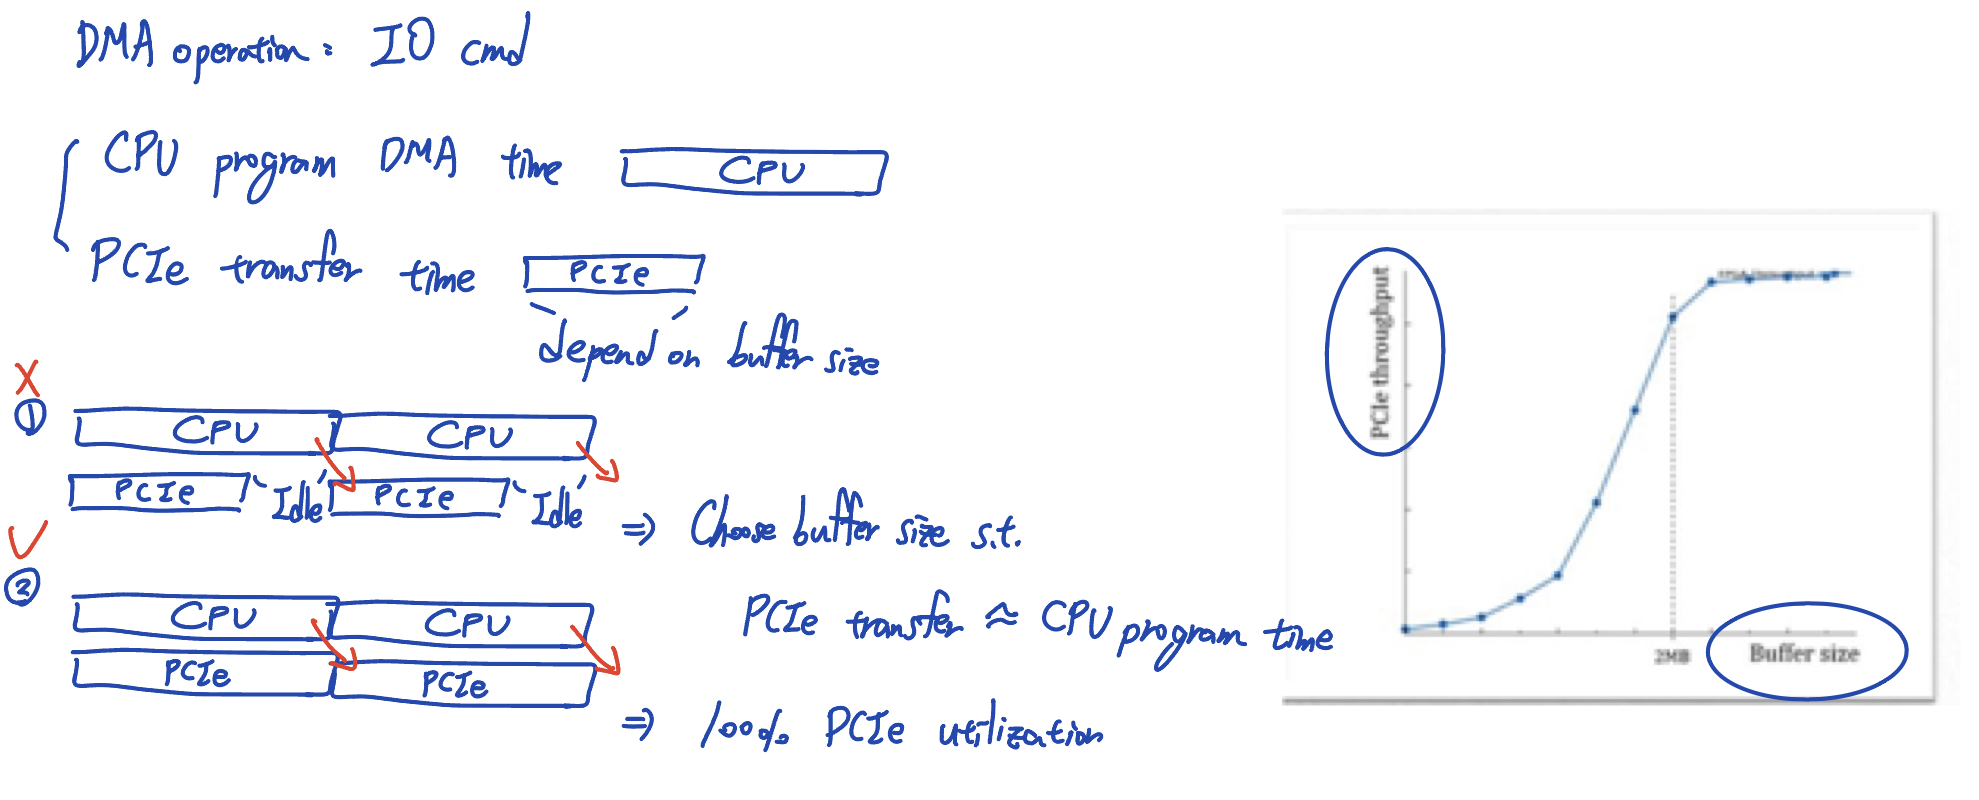 DMA operation: IO cmd
CPU program DMA time
CPU
PCIe transfer time
PCIe
depend on buffer size
X
①
CPU CPU
PCIe Idle PCIe Idle
⇒ Choose buffer size s.t.
PCIe transfer ≈ CPU program time
✓
②
CPU CPU
PCIe PCIe
⇒ 100% PCIe utilization
PCIe throughput
2MB
Buffer size